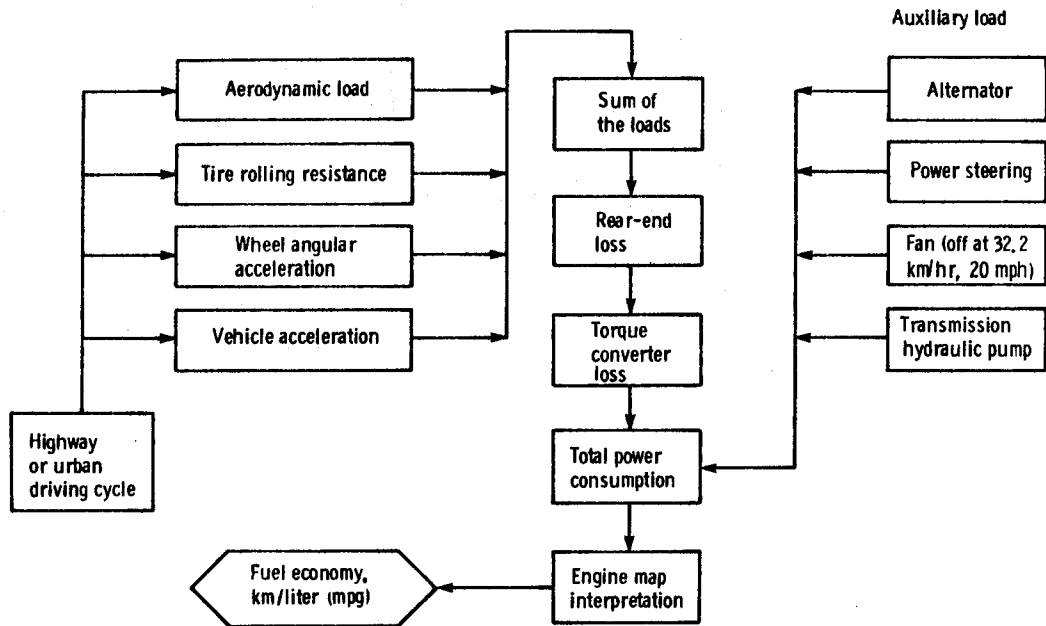 Auxiliary load
Aerodynamic load
Tire rolling resistance
Wheel angular
acceleration
Vehicle acceleration
Highway
or urban
driving cycle
Sum of
the loads
Rear-end
loss
Torque
converter
loss
Total power
consumption
Engine map
interpretation
Fuel economy,
km/liter (mpg)
Alternator
Power steering
Fan (off at 32.2
km/hr, 20 mph)
Transmission
hydraulic pump